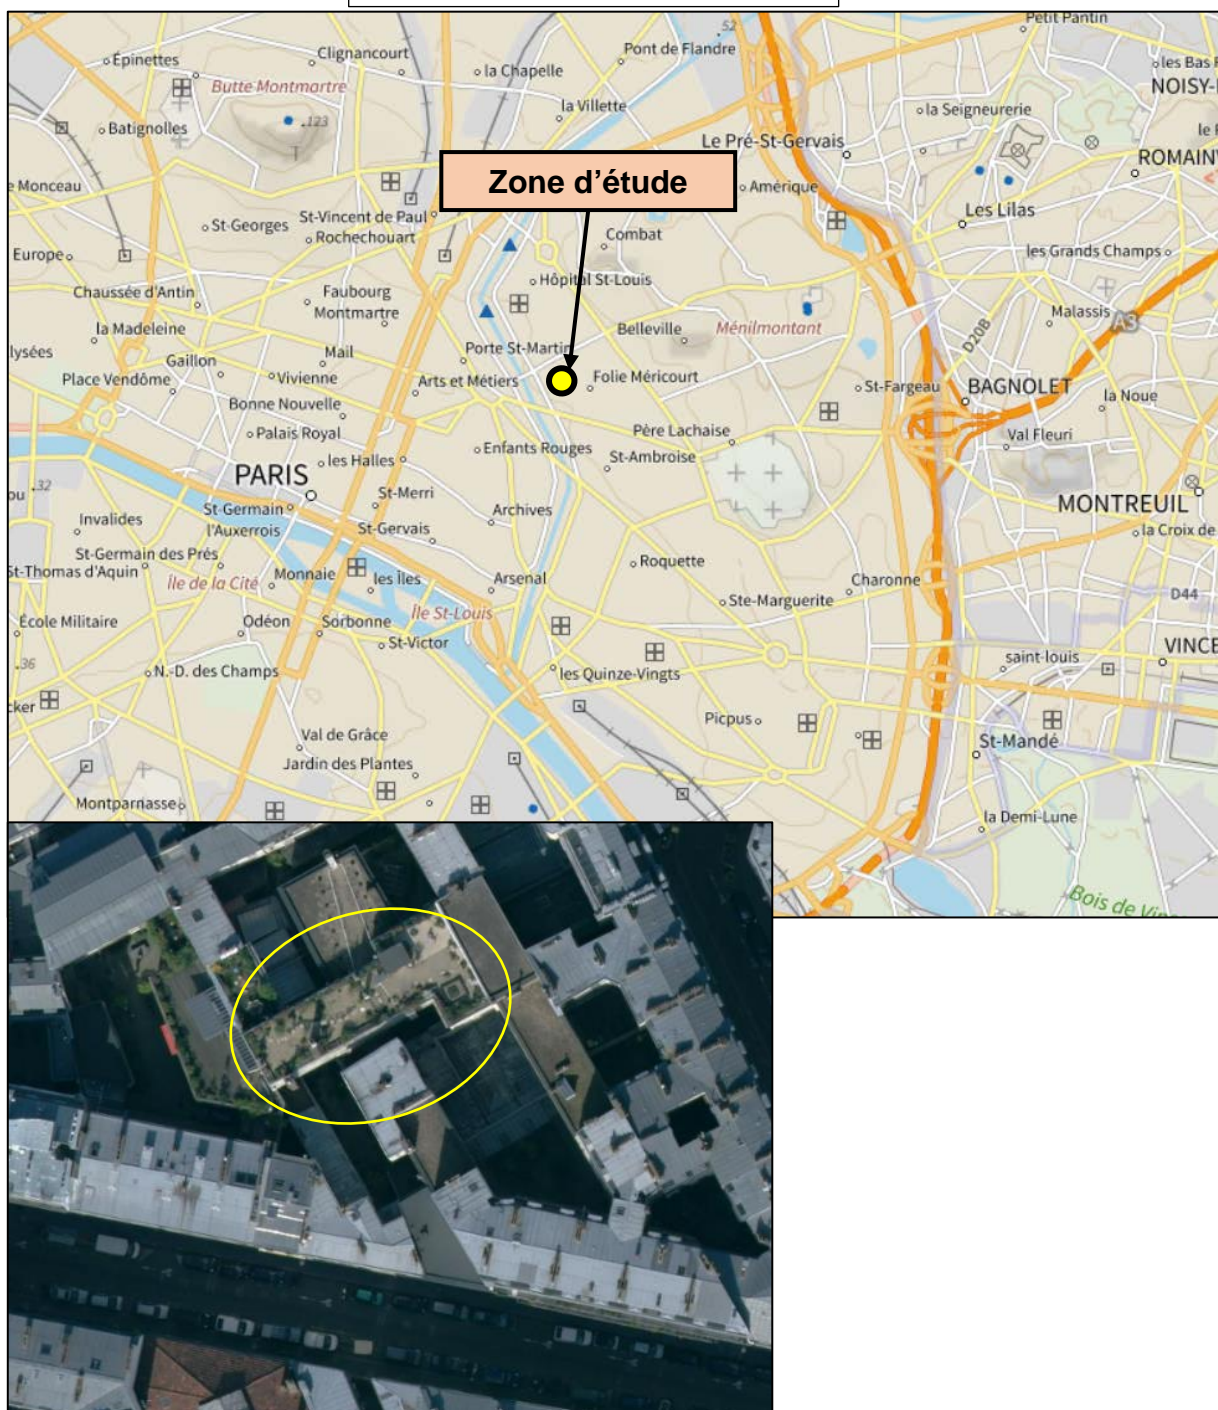 Petit Pantin
.52
Épinettes
Clignancourt
Pont de Flandre
la Chapelle
les Bas
NOISY-
Butte Montmartre
la Villette
la Seigneurerie
.123
Batignolles
Le Pré-St-Gervais
ROMAINV
Zone d’étude
Monceau
Amérique
St-Vincent de Paul
St-Georges
Rochechouart
Les Lilas
Combat
Europe
les Grands Champs
Hôpital St-Louis
Chaussée d'Antin
Faubourg
Montmartre
Malassis
la Madeleine
Belleville
Ménilmontant
A3
D20B
lysées
Gaillon
Mail
Porte St-Martin
Place Vendôme
Vivienne
Arts et Métiers
Folie Méricourt
St-Fargeau
BAGNOLET
la Noue
Bonne Nouvelle
Palais Royal
Père Lachaise
Val Fleuri
Enfants Rouges
les Halles
St-Ambroise
PARIS
ou
.32
St-Merri
MONTREUIL
St-Germain
l'Auxerrois
Archives
Invalides
St-Gervais
la Croix de
St-Germain des Prés
Roquette
St-Thomas d'Aquin
Île de la Cité
Monnaie
les Îles
Arsenal
Charonne
D44
Ste-Marguerite
Île St-Louis
École Militaire
Odéon
Sorbonne
St-Victor
VINCE
saint-louis
.36
N.-D. des Champs
les Quinze-Vingts
cker
Picpus
Val de Grâce
St-Mandé
Jardin des Plantes
Montparnasse
la Demi-Lune
Bois de Vin